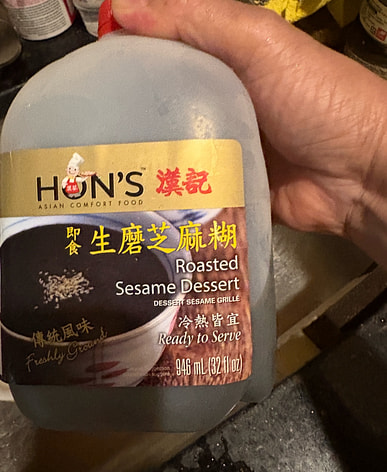 HON'S 漢記
ASIAN COMFORT FOOD
即食 生磨芝麻糊
Roasted
Sesame Dessert
DESSERT SÉSAME GRILLÉ
傳統風味
Freshly Ground
冷熱皆宜
Ready to Serve
946 mL (32 fl oz)